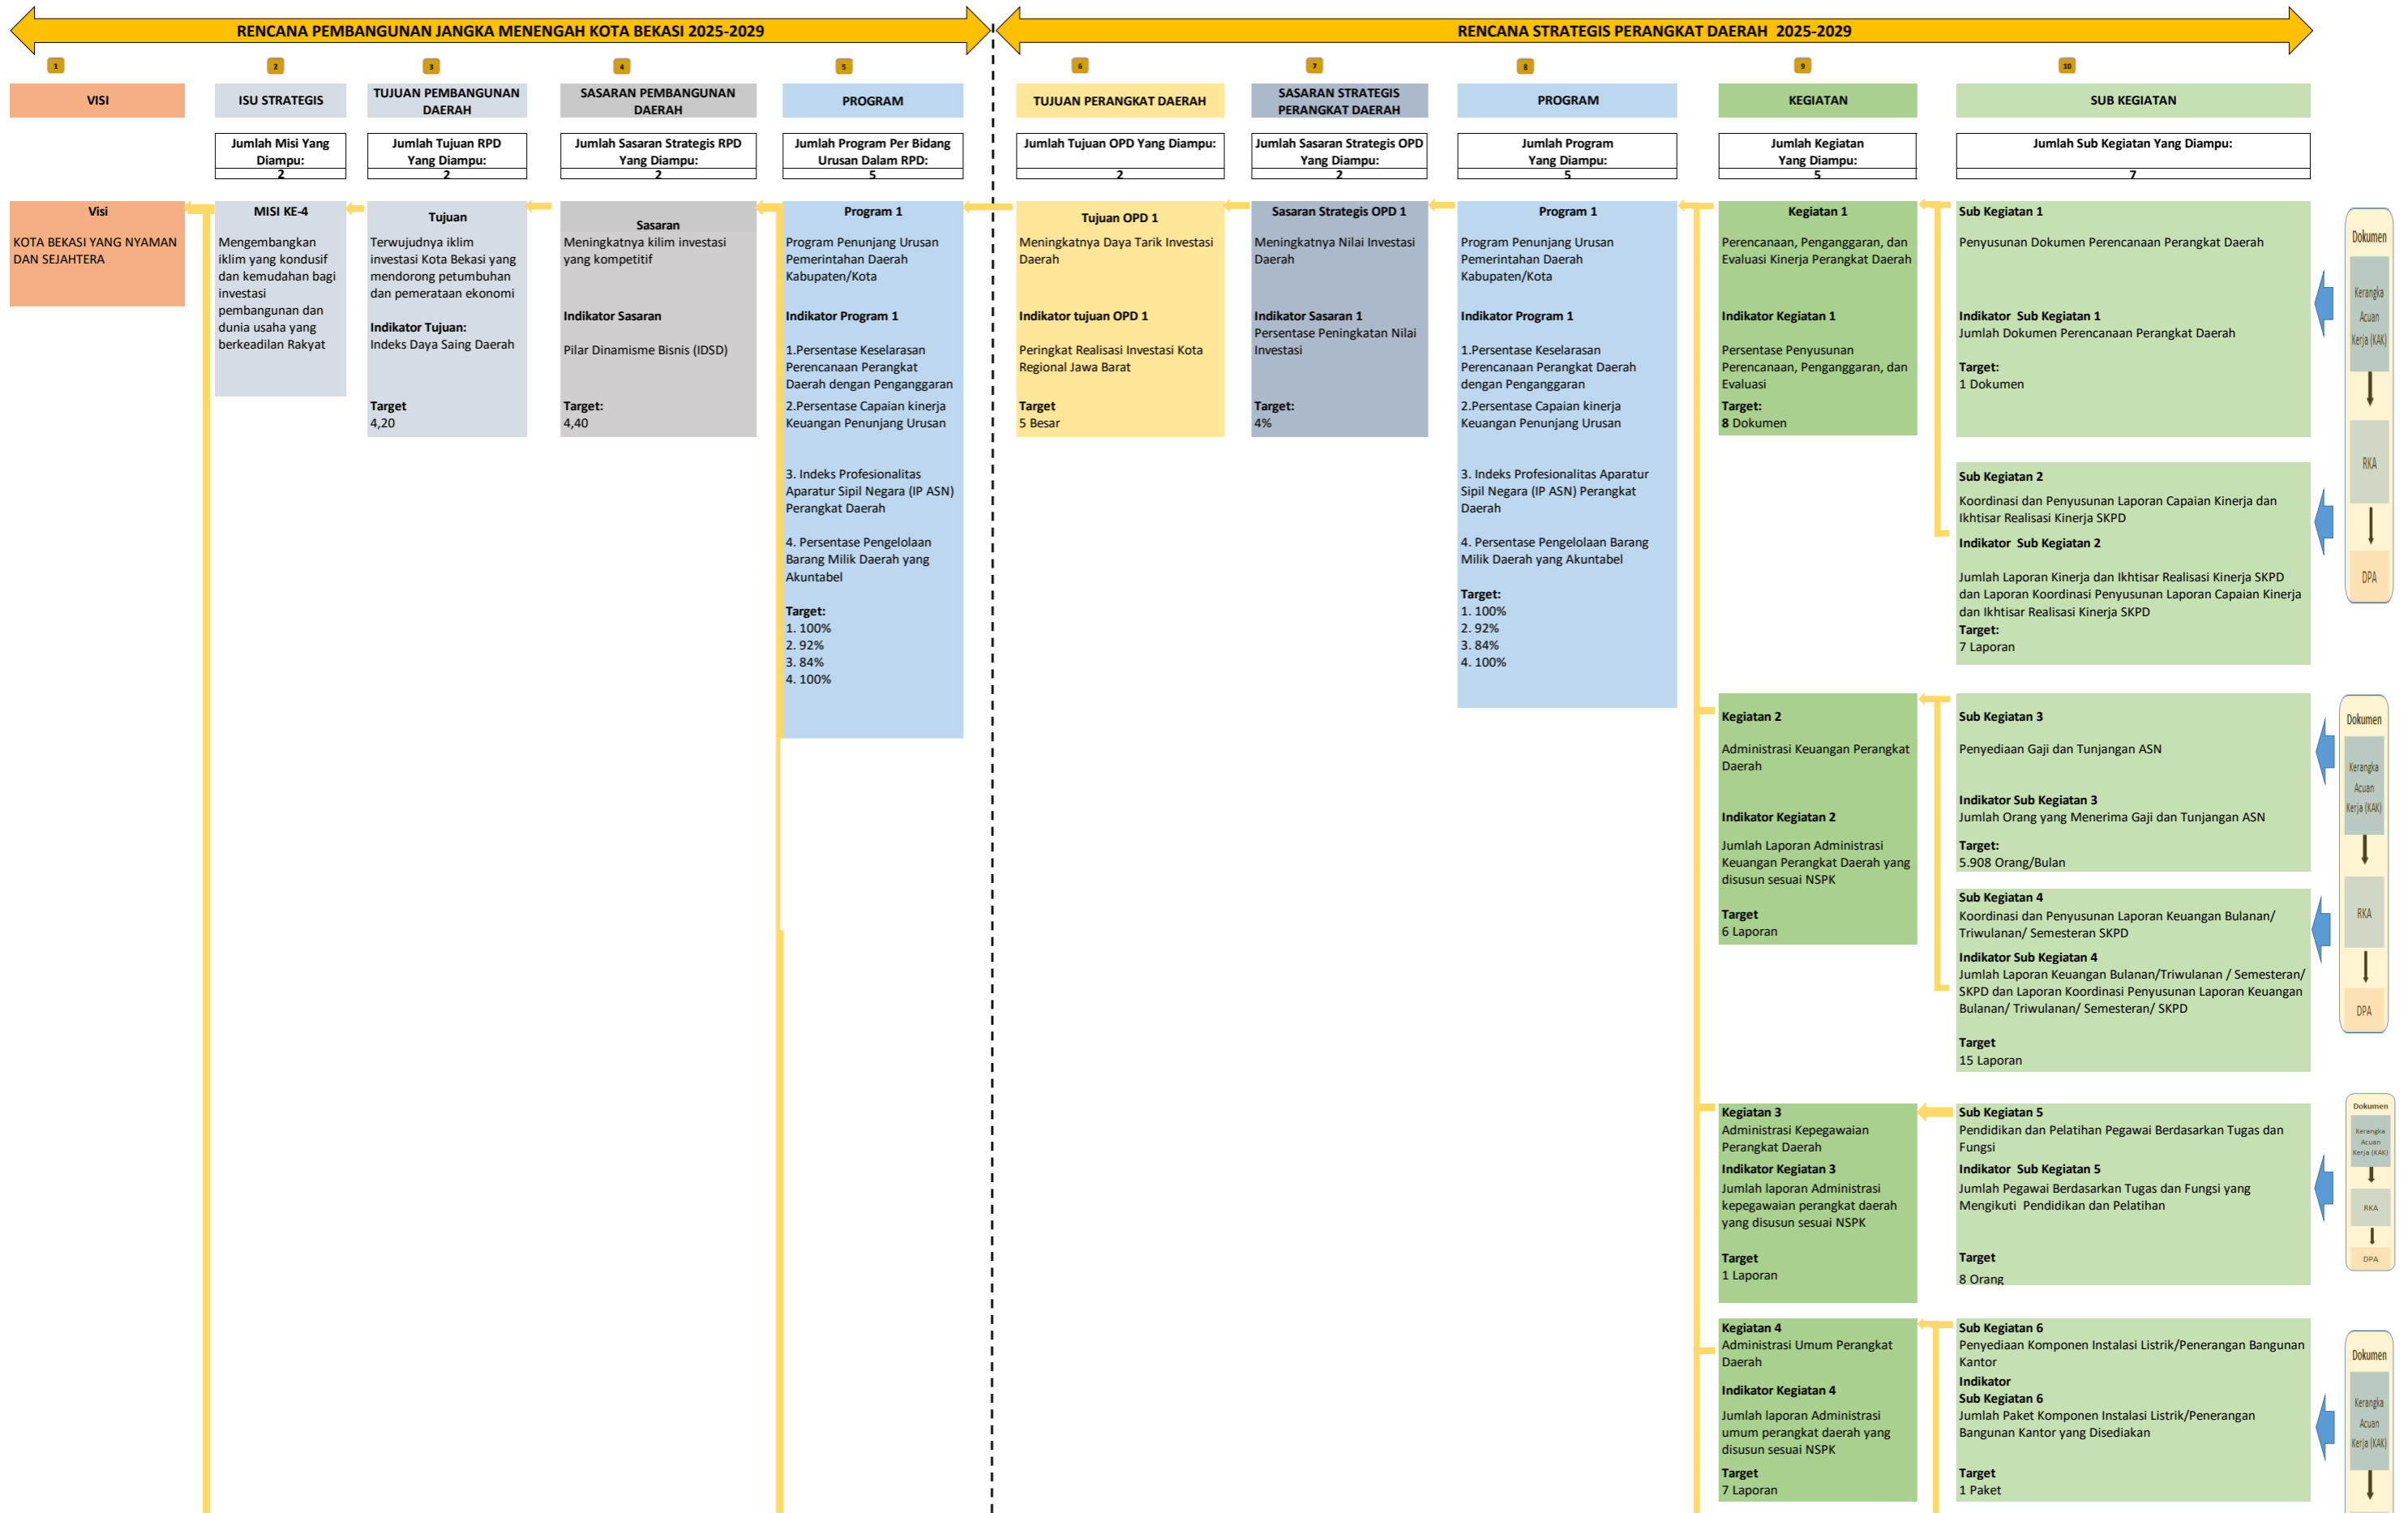 RENCANA PEMBANGUNAN JANGKA MENENGAH KOTA BEKASI 2025-2029
RENCANA STRATEGIS PERANGKAT DAERAH 2025-2029
1
2
3
4
5
6
7
8
9
10
VISI
ISU STRATEGIS
TUJUAN PEMBANGUNAN
DAERAH
SASARAN PEMBANGUNAN
DAERAH
PROGRAM
TUJUAN PERANGKAT DAERAH
SASARAN STRATEGIS
PERANGKAT DAERAH
PROGRAM
KEGIATAN
SUB KEGIATAN
Jumlah Misi Yang
Diampu:
2
Jumlah Tujuan RPD
Yang Diampu:
2
Jumlah Sasaran Strategis RPD
Yang Diampu:
2
Jumlah Program Per Bidang
Urusan Dalam RPD:
5
Jumlah Tujuan OPD Yang Diampu:
2
Jumlah Sasaran Strategis OPD
Yang Diampu:
2
Jumlah Program
Yang Diampu:
5
Jumlah Kegiatan
Yang Diampu:
5
Jumlah Sub Kegiatan Yang Diampu:
7
Visi
KOTA BEKASI YANG NYAMAN
DAN SEJAHTERA
MISI KE-4
Mengembangkan
iklim yang kondusif
dan kemudahan bagi
investasi
pembangunan dan
dunia usaha yang
berkeadilan Rakyat
Tujuan
Terwujudnya iklim
investasi Kota Bekasi yang
mendorong petumbuhan
dan pemerataan ekonomi
Indikator Tujuan:
Indeks Daya Saing Daerah
Target
4,20
Sasaran
Meningkatnya kilim investasi
yang kompetitif
Indikator Sasaran
Pilar Dinamisme Bisnis (IDSD)
Target:
4,40
Program 1
Program Penunjang Urusan
Pemerintahan Daerah
Kabupaten/Kota
Indikator Program 1
1.Persentase Keselarasan
Perencanaan Perangkat
Daerah dengan Penganggaran
2.Persentase Capaian kinerja
Keuangan Penunjang Urusan
3. Indeks Profesionalitas
Aparatur Sipil Negara (IP ASN)
Perangkat Daerah
4. Persentase Pengelolaan
Barang Milik Daerah yang
Akuntabel
Target:
1. 100%
2. 92%
3. 84%
4. 100%
Tujuan OPD 1
Meningkatnya Daya Tarik Investasi
Daerah
Indikator tujuan OPD 1
Peringkat Realisasi Investasi Kota
Regional Jawa Barat
Target
5 Besar
Sasaran Strategis OPD 1
Meningkatnya Nilai Investasi
Daerah
Indikator Sasaran 1
Persentase Peningkatan Nilai
Investasi
Target:
4%
Program 1
Program Penunjang Urusan
Pemerintahan Daerah
Kabupaten/Kota
Indikator Program 1
1.Persentase Keselarasan
Perencanaan Perangkat Daerah
dengan Penganggaran
2.Persentase Capaian kinerja
Keuangan Penunjang Urusan
3. Indeks Profesionalitas Aparatur
Sipil Negara (IP ASN) Perangkat
Daerah
4. Persentase Pengelolaan Barang
Milik Daerah yang Akuntabel
Target:
1. 100%
2. 92%
3. 84%
4. 100%
Kegiatan 1
Perencanaan, Penganggaran, dan
Evaluasi Kinerja Perangkat Daerah
Indikator Kegiatan 1
Persentase Penyusunan
Perencanaan, Penganggaran, dan
Evaluasi
Target:
8 Dokumen
Sub Kegiatan 1
Penyusunan Dokumen Perencanaan Perangkat Daerah
Indikator  Sub Kegiatan 1
Jumlah Dokumen Perencanaan Perangkat Daerah
Target:
1 Dokumen
Sub Kegiatan 2
Koordinasi dan Penyusunan Laporan Capaian Kinerja dan
Ikhtisar Realisasi Kinerja SKPD
Indikator  Sub Kegiatan 2
Jumlah Laporan Kinerja dan Ikhtisar Realisasi Kinerja SKPD
dan Laporan Koordinasi Penyusunan Laporan Capaian Kinerja
dan Ikhtisar Realisasi Kinerja SKPD
Target:
7 Laporan
Dokumen
Kerangka
Acuan
Kerja (KAK)
RKA
DPA
Kegiatan 2
Administrasi Keuangan Perangkat
Daerah
Indikator Kegiatan 2
Jumlah Laporan Administrasi
Keuangan Perangkat Daerah yang
disusun sesuai NSPK
Target
6 Laporan
Sub Kegiatan 3
Penyediaan Gaji dan Tunjangan ASN
Indikator Sub Kegiatan 3
Jumlah Orang yang Menerima Gaji dan Tunjangan ASN
Target:
5.908 Orang/Bulan
Sub Kegiatan 4
Koordinasi dan Penyusunan Laporan Keuangan Bulanan/
Triwulanan/ Semesteran SKPD
Indikator Sub Kegiatan 4
Jumlah Laporan Keuangan Bulanan/Triwulanan / Semesteran/
SKPD dan Laporan Koordinasi Penyusunan Laporan Keuangan
Bulanan/ Triwulanan/ Semesteran/ SKPD
Target
15 Laporan
Dokumen
Kerangka
Acuan
Kerja (KAK)
RKA
DPA
Kegiatan 3
Administrasi Kepegawaian
Perangkat Daerah
Indikator Kegiatan 3
Jumlah laporan Administrasi
kepegawaian perangkat daerah
yang disusun sesuai NSPK
Target
1 Laporan
Sub Kegiatan 5
Pendidikan dan Pelatihan Pegawai Berdasarkan Tugas dan
Fungsi
Indikator  Sub Kegiatan 5
Jumlah Pegawai Berdasarkan Tugas dan Fungsi yang
Mengikuti  Pendidikan dan Pelatihan
Target
8 Orang
Dokumen
Kerangka
Acuan
Kerja (KAK)
RKA
DPA
Kegiatan 4
Administrasi Umum Perangkat
Daerah
Indikator Kegiatan 4
Jumlah laporan Administrasi
umum perangkat daerah yang
disusun sesuai NSPK
Target
7 Laporan
Sub Kegiatan 6
Penyediaan Komponen Instalasi Listrik/Penerangan Bangunan
Kantor
Indikator
Sub Kegiatan 6
Jumlah Paket Komponen Instalasi Listrik/Penerangan
Bangunan Kantor yang Disediakan
Target
1 Paket
Dokumen
Kerangka
Acuan
Kerja (KAK)